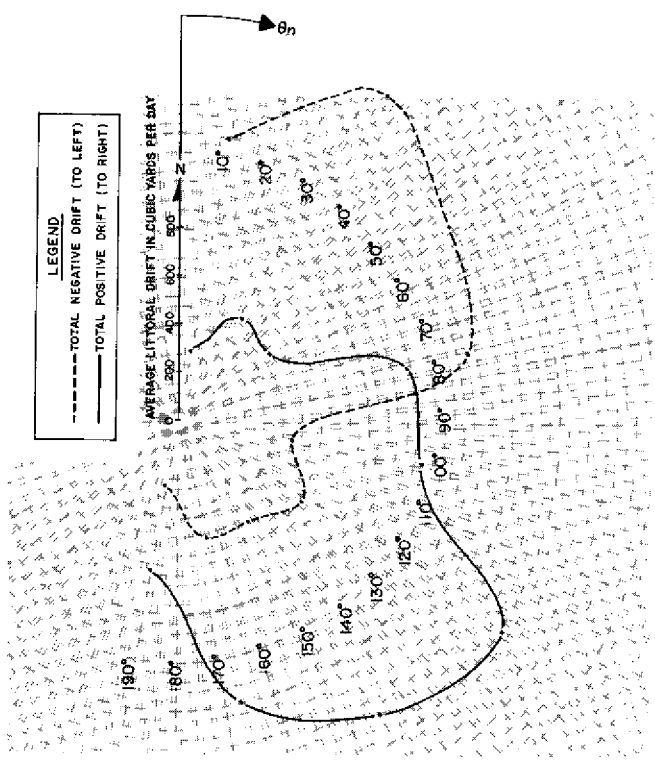 θn
LEGEND
TOTAL NEGATIVE DRIFT (TO LEFT)
TOTAL POSITIVE DRIFT (TO RIGHT)
AVERAGE LITTORAL DRIFT IN CUBIC YARDS PER DAY
N
0 200 400 600 800
10°
20°
30°
40°
50°
60°
70°
80°
90°
100°
110°
120°
130°
140°
150°
160°
170°
180°
190°